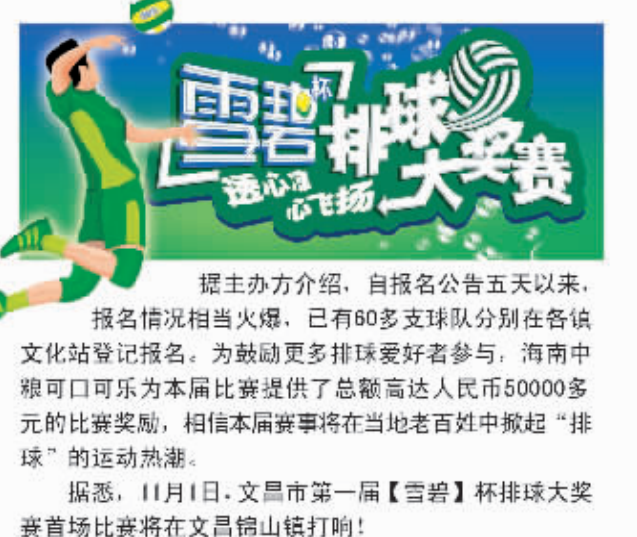 雪碧杯排球大奖赛
透心凉
心飞扬
据主办方介绍，自报名公告五天以来，
报名情况相当火爆，已有60多支球队分别在各镇
文化站登记报名。为鼓励更多排球爱好者参与，海南中
粮可口可乐为本届比赛提供了总额高达人民币50000多
元的比赛奖励，相信本届赛事将在当地老百姓中掀起“排
球”的运动热潮。
据悉，11月1日，文昌市第一届【雪碧】杯排球大奖
赛首场比赛将在文昌锦山镇打响！